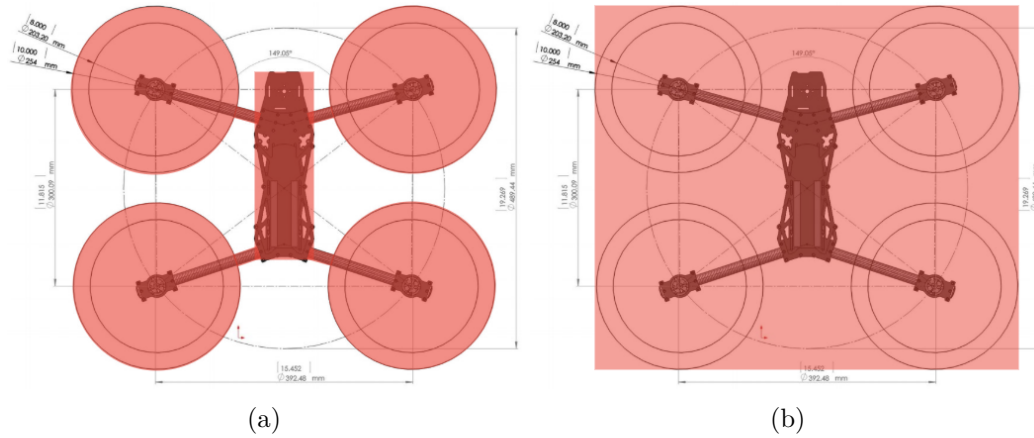 8.000
∅203.20 mm
10.000
∅254 mm
149.05°
11.815
∅300.09 mm
19.269
∅489.44 mm
15.452
∅392.48 mm
(a)
8.000
∅203.20 mm
10.000
∅254 mm
149.05°
11.815
∅300.09 mm
19.269
15.452
∅392.48 mm
(b)